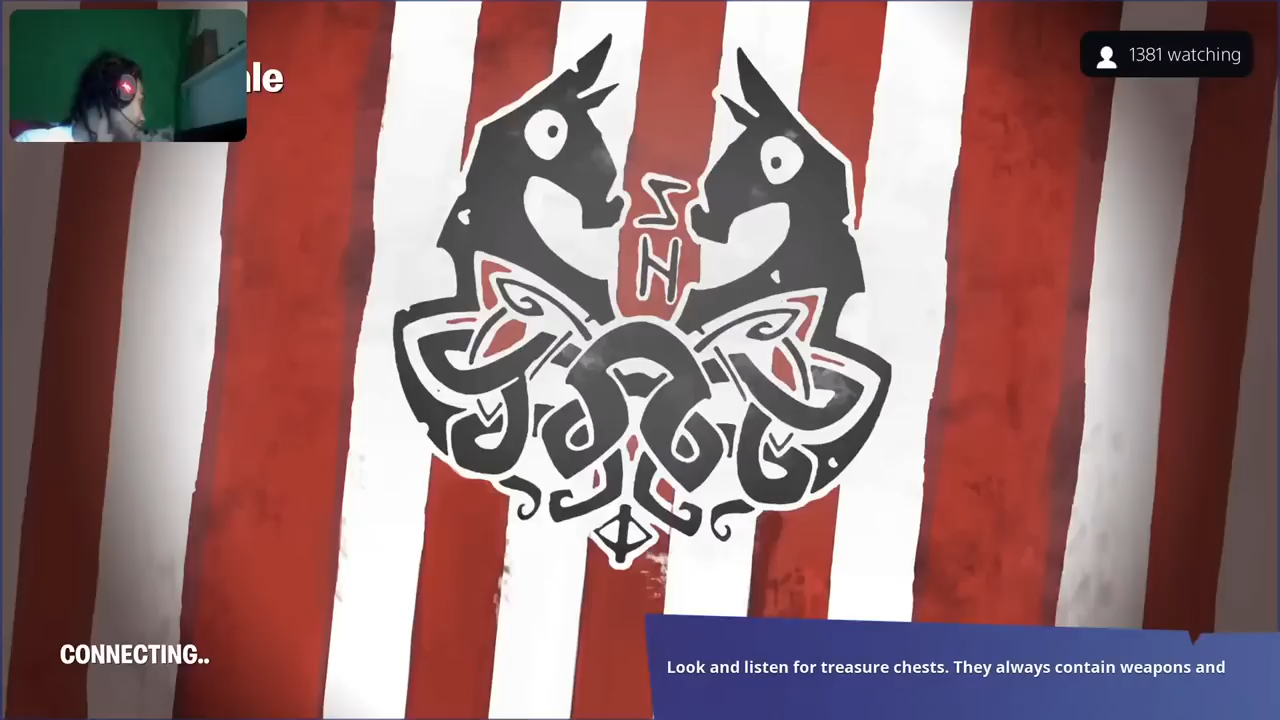 ale
1381 watching
CONNECTING..
Look and listen for treasure chests. They always contain weapons and